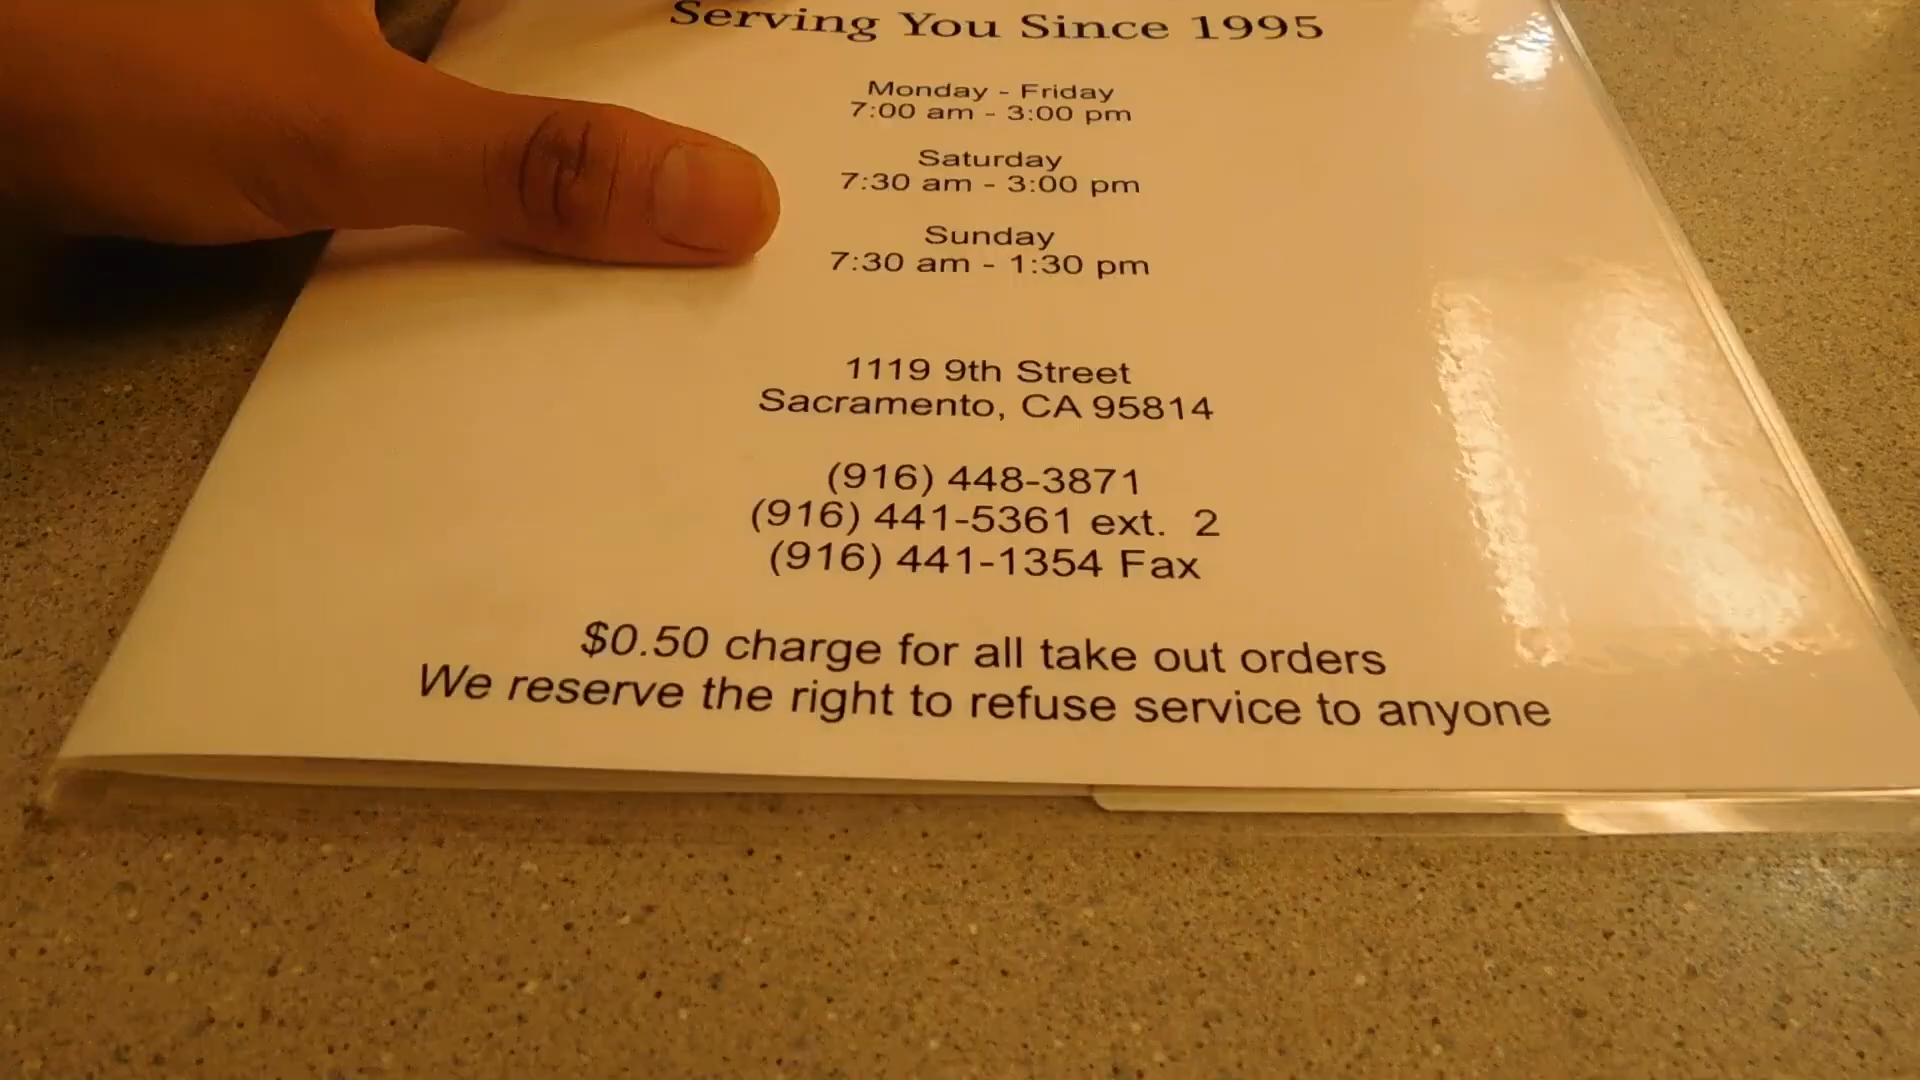 Serving You Since 1995
Monday - Friday
7:00 am - 3:00 pm
Saturday
7:30 am - 3:00 pm
Sunday
7:30 am - 1:30 pm
1119 9th Street
Sacramento, CA 95814
(916) 448-3871
(916) 441-5361 ext. 2
(916) 441-1354 Fax
$0.50 charge for all take out orders
We reserve the right to refuse service to anyone